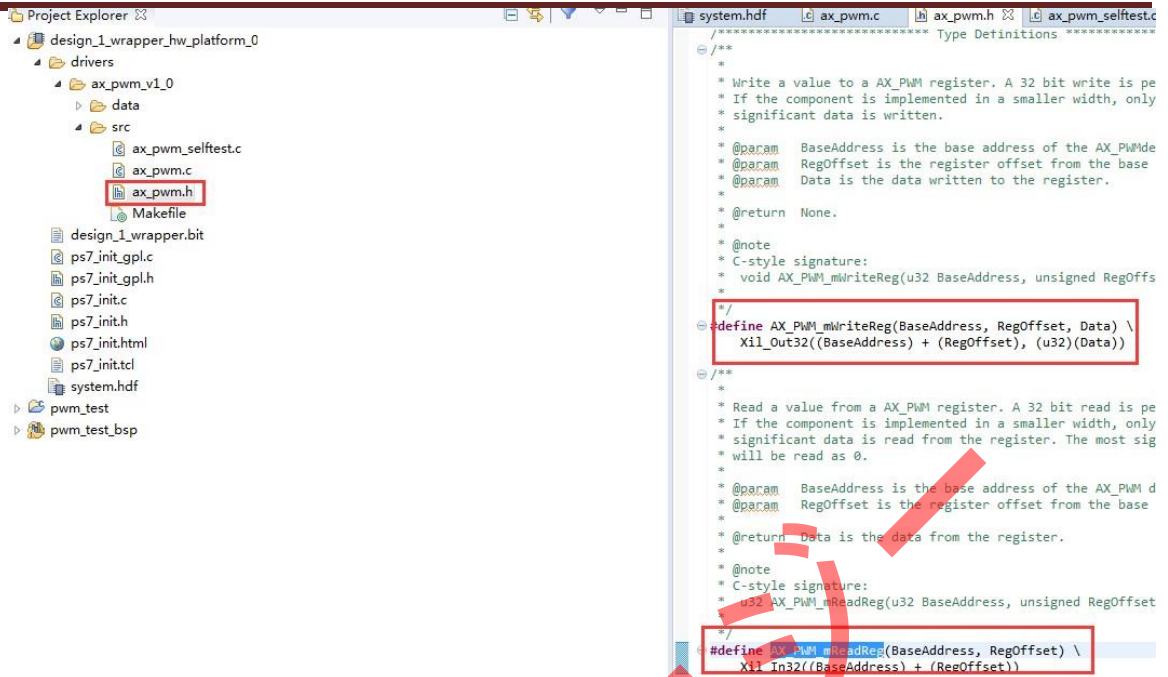 Project Explorer
design_1_wrapper_hw_platform_0
drivers
ax_pwm_v1_0
data
src
ax_pwm_selftest.c
ax_pwm.c
ax_pwm.h
Makefile
design_1_wrapper.bit
ps7_init_gpl.c
ps7_init_gpl.h
ps7_init.c
ps7_init.h
ps7_init.html
ps7_init.tcl
system.hdf
pwm_test
pwm_test_bsp
system.hdf ax_pwm.c ax_pwm.h ax_pwm_selftest.c
/**************************** Type Definitions ************
/**
*
* Write a value to a AX_PWM register. A 32 bit write is pe
* If the component is implemented in a smaller width, only
* significant data is written.
*
* @param BaseAddress is the base address of the AX_PWMde
* @param RegOffset is the register offset from the base
* @param Data is the data written to the register.
*
* @return None.
*
* @note
* C-style signature:
* void AX_PWM_mWriteReg(u32 BaseAddress, unsigned RegOffs
*
*/
#define AX_PWM_mWriteReg(BaseAddress, RegOffset, Data) \
Xil_Out32((BaseAddress) + (RegOffset), (u32)(Data))
/**
*
* Read a value from a AX_PWM register. A 32 bit read is pe
* If the component is implemented in a smaller width, only
* significant data is read from the register. The most sig
* will be read as 0.
*
* @param BaseAddress is the base address of the AX_PWM d
* @param RegOffset is the register offset from the base
*
* @return Data is the data from the register.
*
* @note
* C-style signature:
* u32 AX_PWM_mReadReg(u32 BaseAddress, unsigned RegOffset
*
*/
#define AX_PWM_mReadReg(BaseAddress, RegOffset) \
Xil_In32((BaseAddress) + (RegOffset))